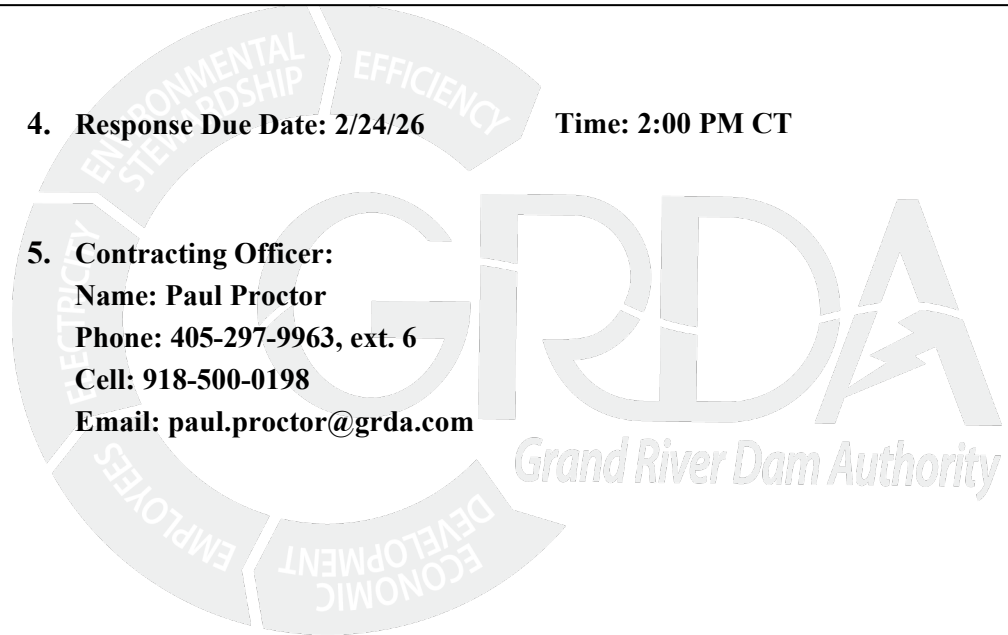 4. Response Due Date: 2/24/26 Time: 2:00 PM CT
5. Contracting Officer:
Name: Paul Proctor
Phone: 405-297-9963, ext. 6
Cell: 918-500-0198
Email: paul.proctor@grda.com
ENVIRONMENTAL
STEWARDSHIP
EFFICIENCY
ELECTRICITY
EMPLOYEES
ECONOMIC
DEVELOPMENT
GRDA
Grand River Dam Authority